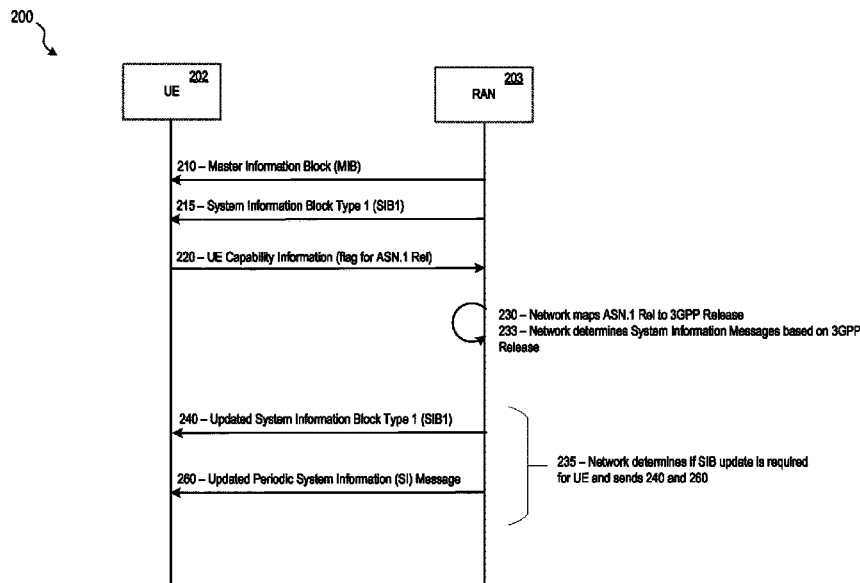 200
202
UE
203
RAN
210 – Master Information Block (MIB)
215 – System Information Block Type 1 (SIB1)
220 – UE Capability Information (flag for ASN.1 Rel)
230 – Network maps ASN.1 Rel to 3GPP Release
233 – Network determines System Information Messages based on 3GPP
Release
240 – Updated System Information Block Type 1 (SIB1)
235 – Network determines if SIB update is required
for UE and sends 240 and 260
260 – Updated Periodic System Information (SI) Message